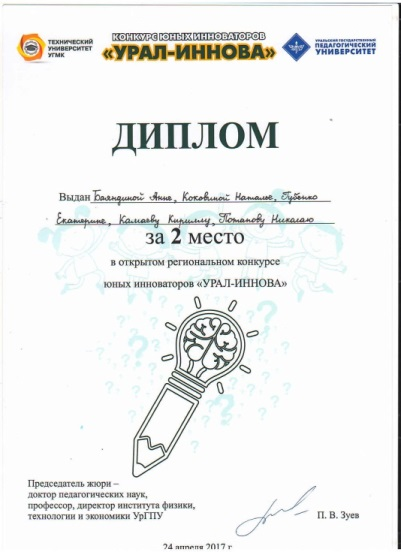 ТЕХНИЧЕСКИЙ
УНИВЕРСИТЕТ
УГМК
КОНКУРС ЮНЫХ ИННОВАТОРОВ
«УРАЛ-ИННОВА»
УРАЛЬСКИЙ ГОСУДАРСТВЕННЫЙ
ПЕДАГОГИЧЕСКИЙ
УНИВЕРСИТЕТ
ДИПЛОМ
Выдан Баяндиной Анне, Коковиной Наталье, Губенко
Екатерине, Камаеву Кириллу, Потапову Николаю
за 2 место
в открытом региональном конкурсе
юных инноваторов «УРАЛ-ИННОВА»
Председатель жюри –
доктор педагогических наук,
профессор, директор института физики,
технологии и экономики УрГПУ
П. В. Зуев
24 апреля 2017 г.